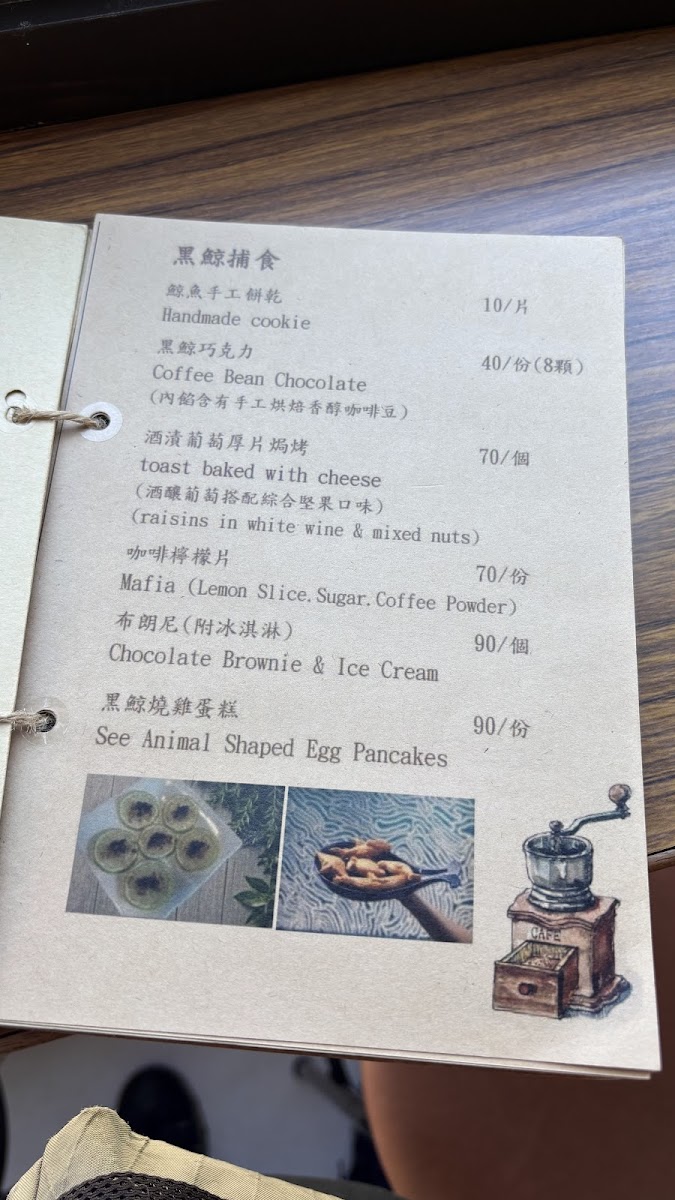 黑鯨捕食
鯨魚手工餅乾 10/片
Handmade cookie
黑鯨巧克力 40/份(8顆)
Coffee Bean Chocolate
(內餡含有手工烘焙香醇咖啡豆)
酒漬葡萄厚片焗烤 70/個
toast baked with cheese
(酒釀葡萄搭配綜合堅果口味)
(raisins in white wine & mixed nuts)
咖啡檸檬片 70/份
Mafia (Lemon Slice.Sugar.Coffee Powder)
布朗尼(附冰淇淋) 90/個
Chocolate Brownie & Ice Cream
黑鯨燒雞蛋糕 90/份
See Animal Shaped Egg Pancakes
CAFE